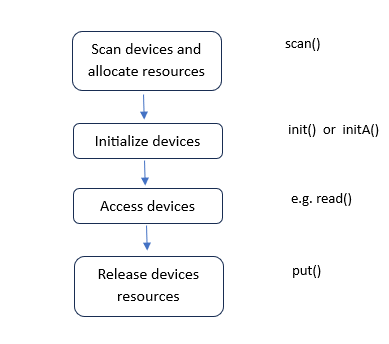 Scan devices and
allocate resources
scan()
Initialize devices
init() or initA()
Access devices
e.g. read()
Release devices
resources
put()